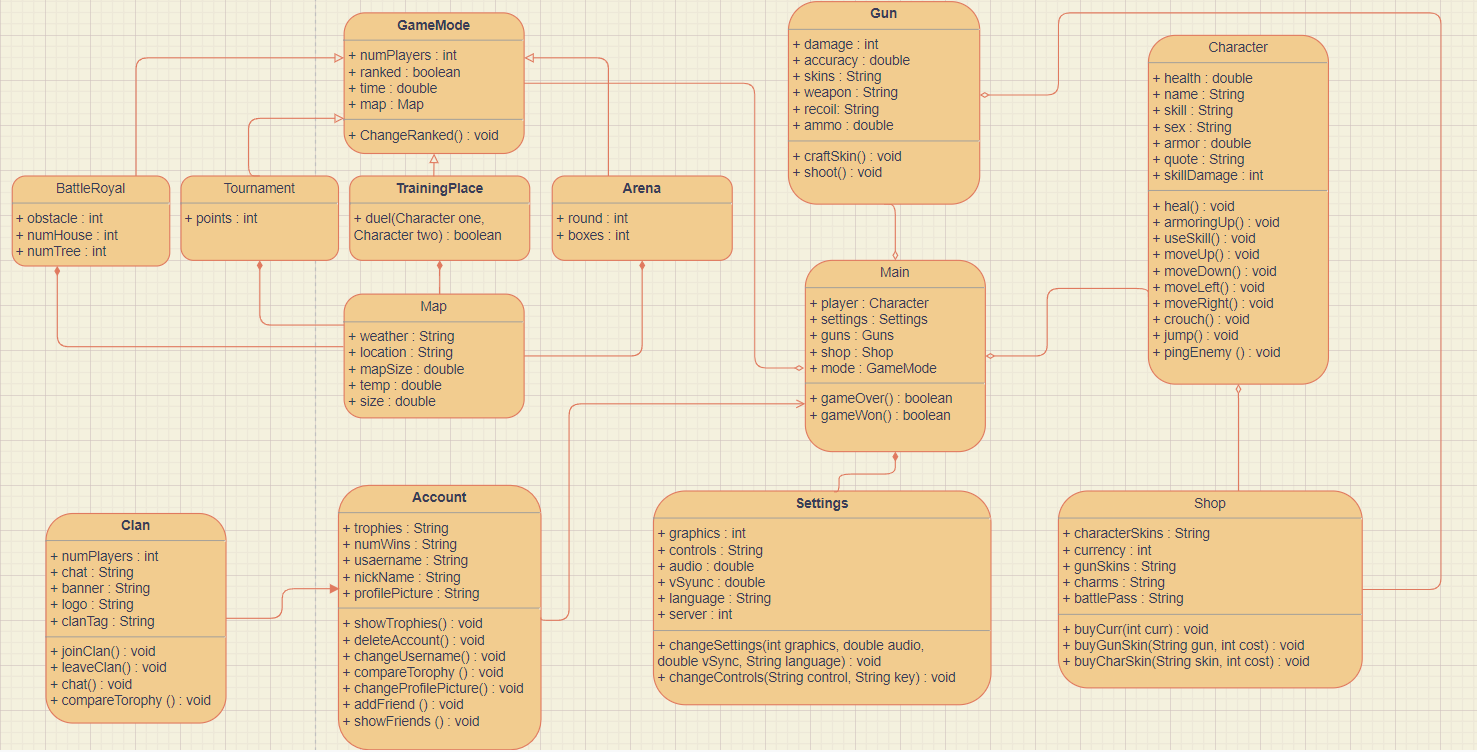 GameMode
+ numPlayers : int
+ ranked : boolean
+ time : double
+ map : Map
+ ChangeRanked() : void
Gun
+ damage : int
+ accuracy : double
+ skins : String
+ weapon : String
+ recoil: String
+ ammo : double
+ craftSkin() : void
+ shoot() : void
Character
+ health : double
+ name : String
+ skill : String
+ sex : String
+ armor : double
+ quote : String
+ skillDamage : int
+ heal() : void
+ armoringUp() : void
+ useSkill() : void
+ moveUp() : void
+ moveDown() : void
+ moveLeft() : void
+ moveRight() : void
+ crouch() : void
+ jump() : void
+ pingEnemy () : void
BattleRoyal
+ obstacle : int
+ numHouse : int
+ numTree : int
Tournament
+ points : int
TrainingPlace
+ duel(Character one,
Character two) : boolean
Arena
+ round : int
+ boxes : int
Map
+ weather : String
+ location : String
+ mapSize : double
+ temp : double
+ size : double
Main
+ player : Character
+ settings : Settings
+ guns : Guns
+ shop : Shop
+ mode : GameMode
+ gameOver() : boolean
+ gameWon() : boolean
Clan
+ numPlayers : int
+ chat : String
+ banner : String
+ logo : String
+ clanTag : String
+ joinClan() : void
+ leaveClan() : void
+ chat() : void
+ compareTorophy () : void
Account
+ trophies : String
+ numWins : String
+ usaername : String
+ nickName : String
+ profilePicture : String
+ showTrophies() : void
+ deleteAccount() : void
+ changeUsername() : void
+ compareTorophy () : void
+ changeProfilePicture() : void
+ addFriend () : void
+ showFriends () : void
Settings
+ graphics : int
+ controls : String
+ audio : double
+ vSyunc : double
+ language : String
+ server : int
+ changeSettings(int graphics, double audio,
double vSync, String language) : void
+ changeControls(String control, String key) : void
Shop
+ characterSkins : String
+ currency : int
+ gunSkins : String
+ charms : String
+ battlePass : String
+ buyCurr(int curr) : void
+ buyGunSkin(String gun, int cost) : void
+ buyCharSkin(String skin, int cost) : void